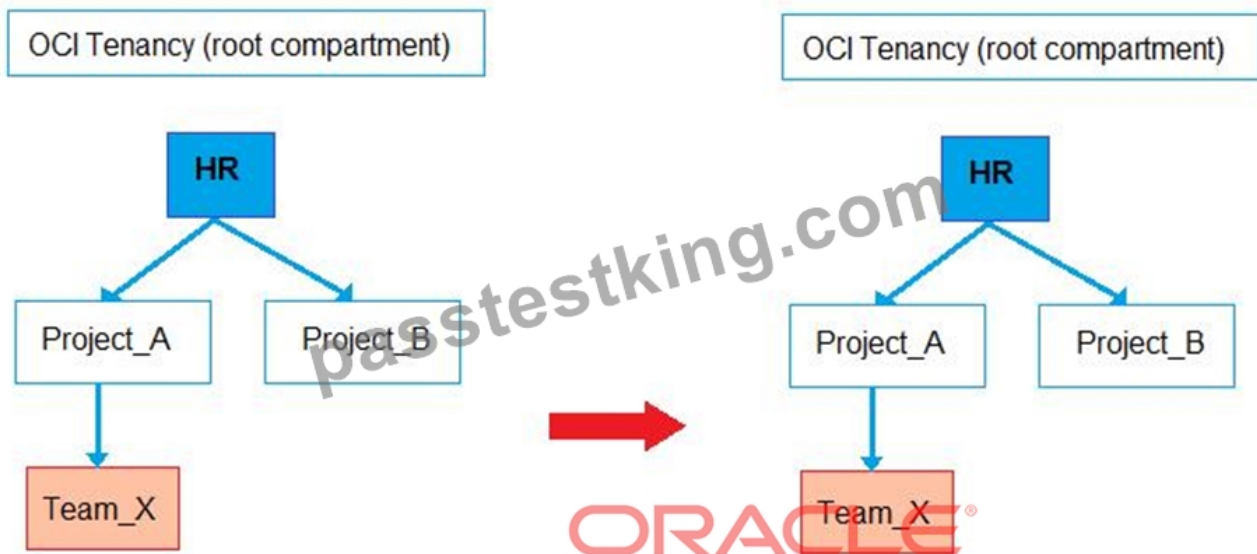 OCI Tenancy (root compartment)
HR
Project_A
Project_B
Team_X
OCI Tenancy (root compartment)
HR
Project_A
Project_B
Team_X
passtestking.com
ORACLE®